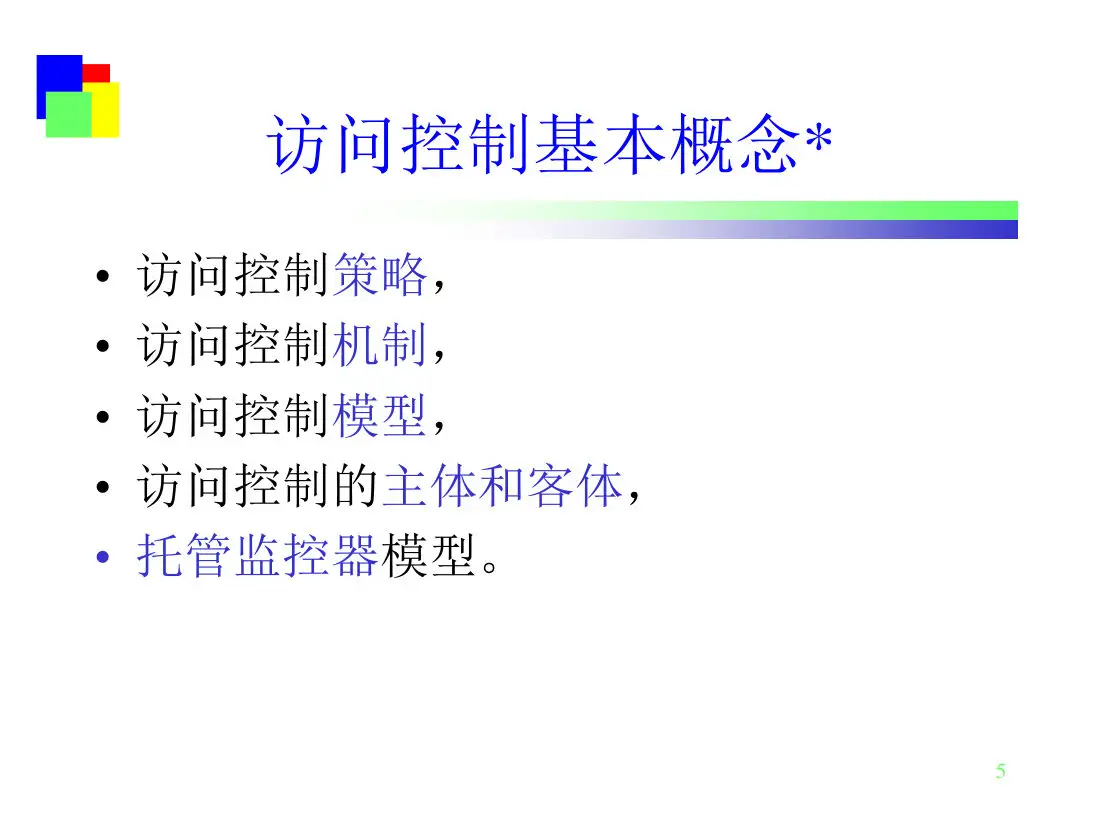 访问控制基本概念*
• 访问控制策略，
• 访问控制机制，
• 访问控制模型，
• 访问控制的主体和客体，
• 托管监控器模型。
5